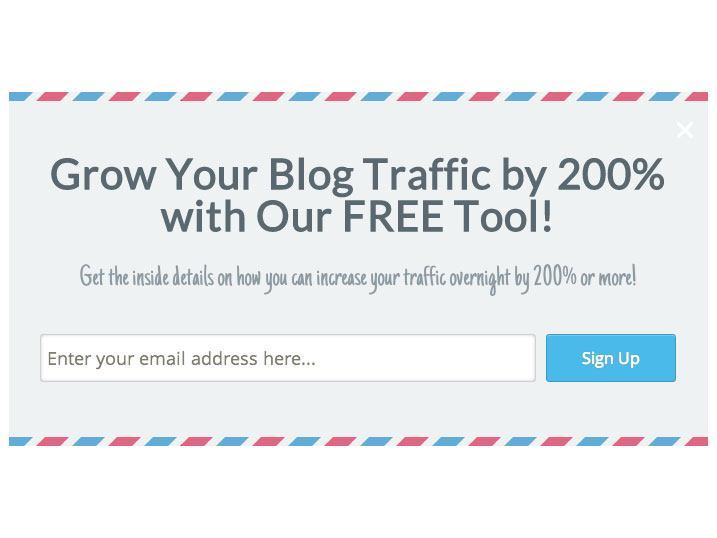 Grow Your Blog Traffic by 200%
with Our FREE Tool!
Get the inside details on how you can increase your traffic overnight by 200% or more!
Enter your email address here...
Sign Up